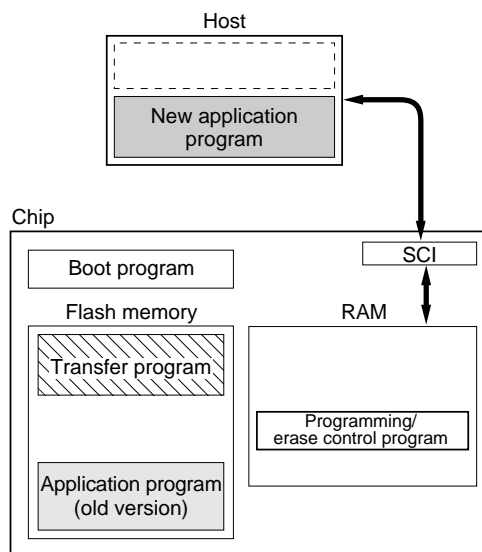 Host
New application
program
Chip
SCI
Boot program
Flash memory
RAM
Transfer program
Programming/
erase control program
Application program
(old version)